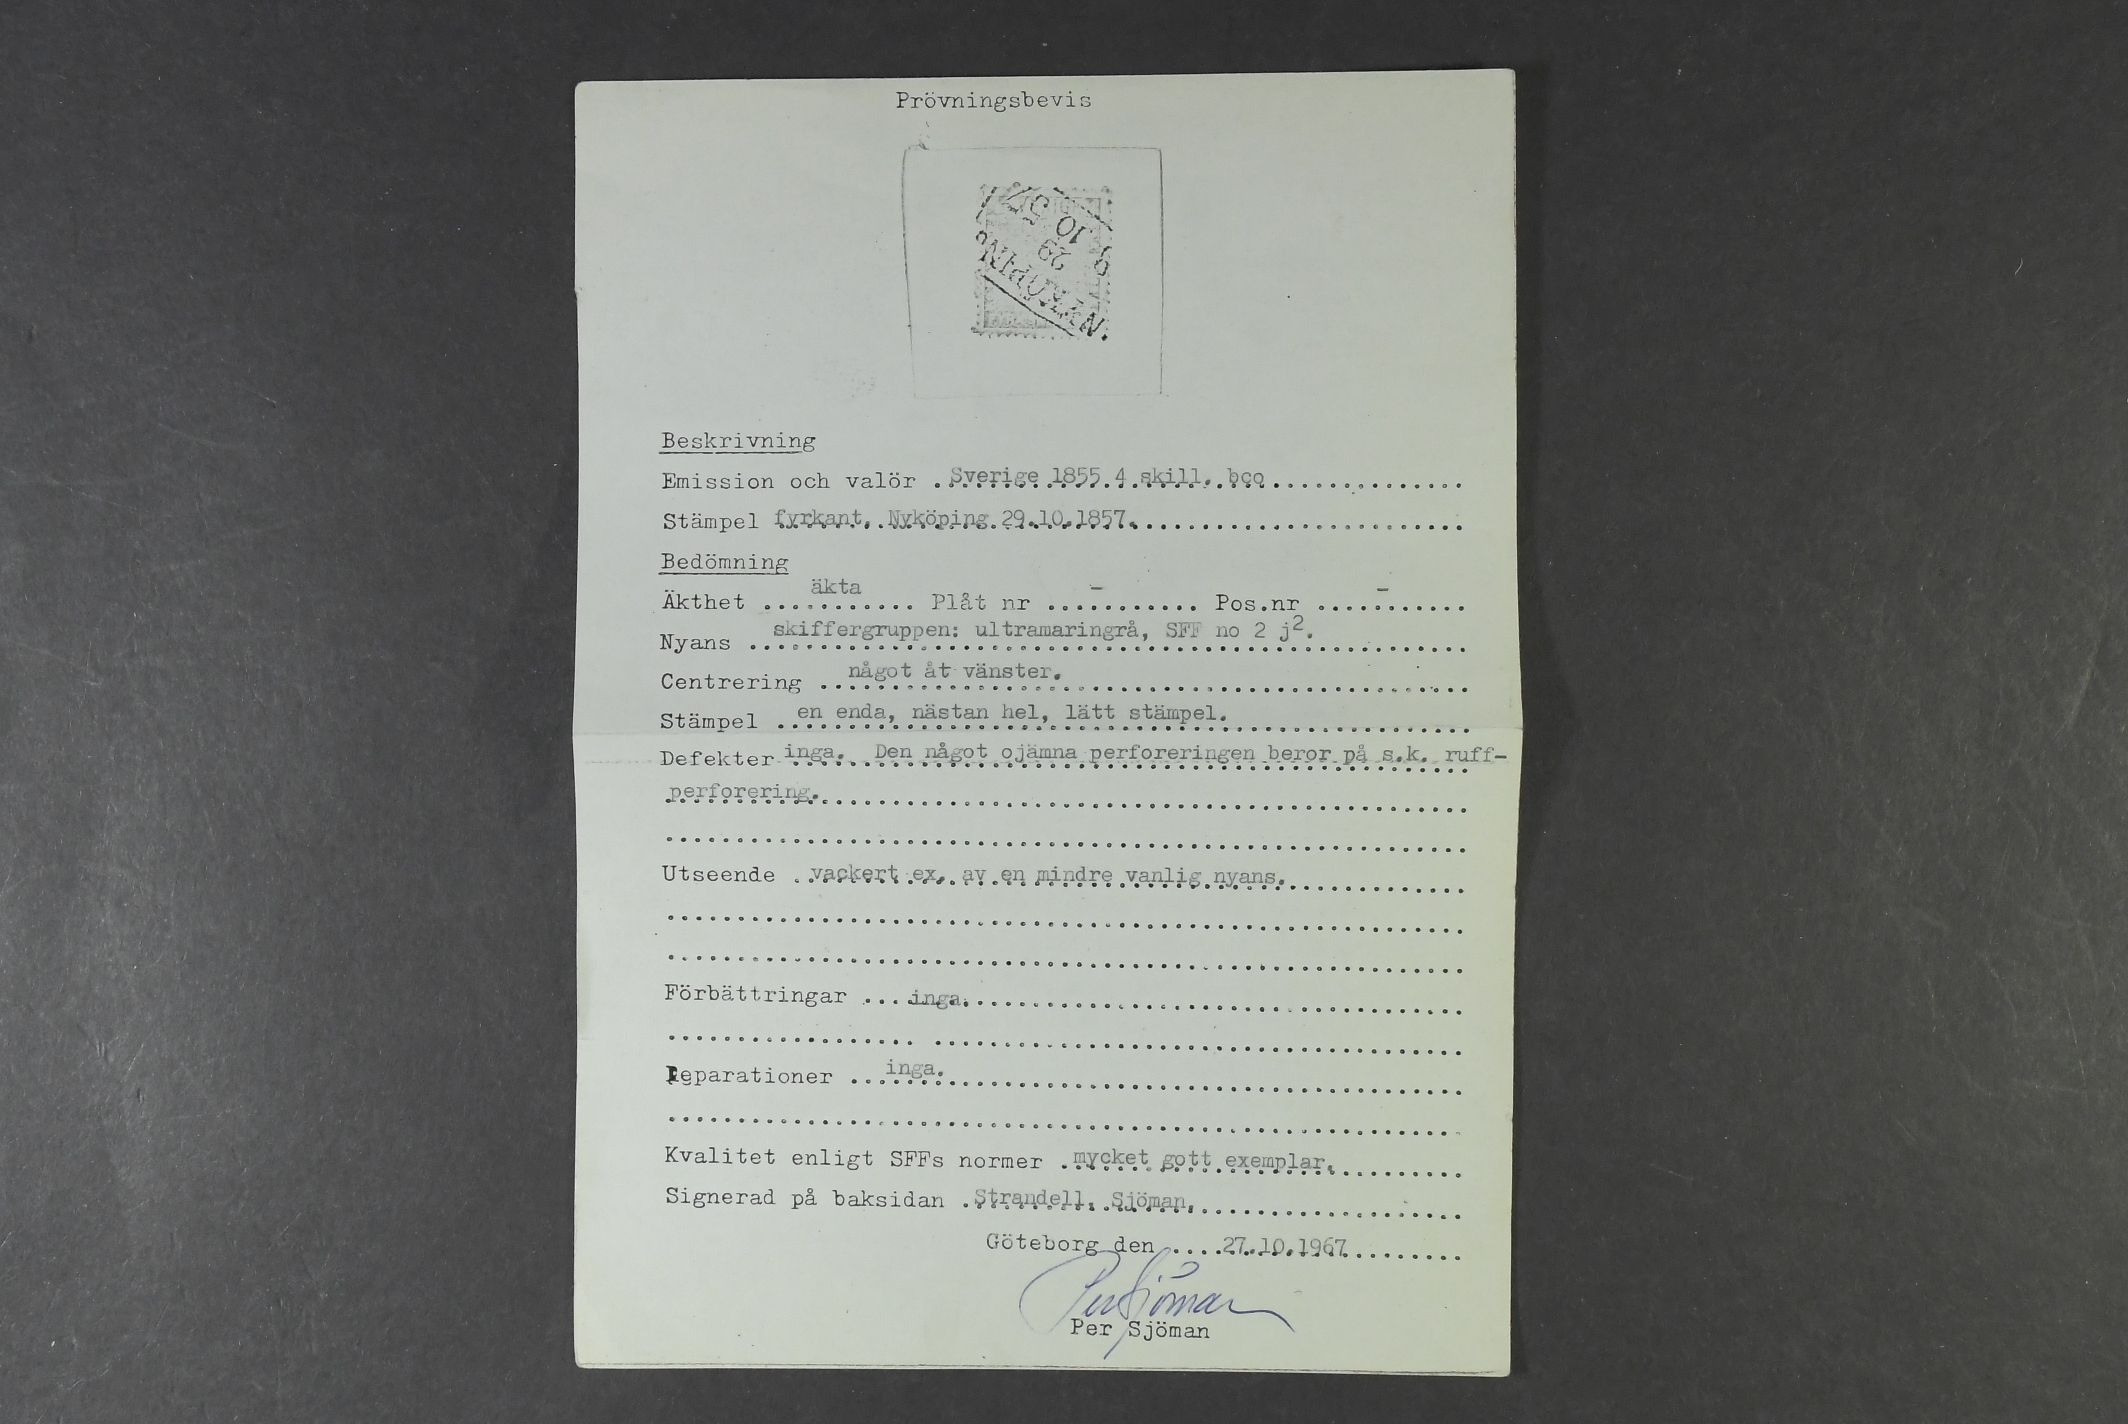 Prövningsbevis
57
10
29
NYKÖPING
Beskrivning
Emission och valör . Sverige 1855 4 skill. bco
Stämpel fyrkant, Nyköping 29.10.1857.
Bedömning
Äkthet äkta Plåt nr - Pos.nr -
Nyans skiffergruppen: ultramaringrå, SFF no 2 j².
Centrering något åt vänster.
Stämpel en enda, nästan hel, lätt stämpel.
Defekter inga. Den något ojämna perforeringen beror på s.k. ruff-
perforering.
Utseende vackert ex. av en mindre vanlig nyans.
Förbättringar inga.
Reparationer inga.
Kvalitet enligt SFFs normer mycket gott exemplar.
Signerad på baksidan Strandell, Sjöman.
Göteborg den 27.10.1967
Per Sjöman
Per Sjöman